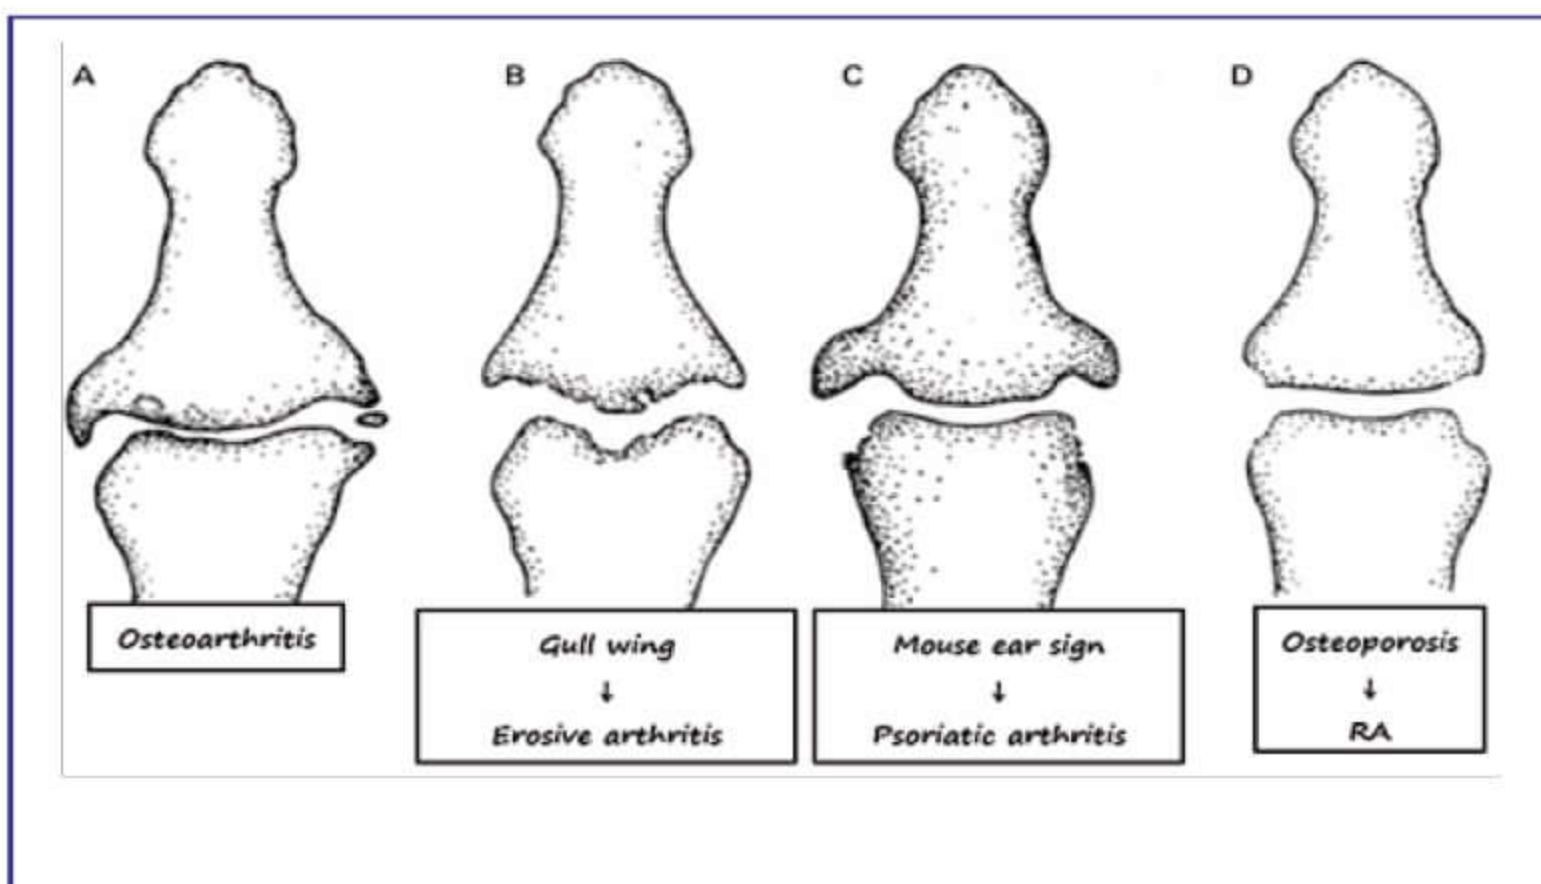 A
B
C
D
Osteoarthritis
Gull wing
↓
Erosive arthritis
Mouse ear sign
↓
Psoriatic arthritis
Osteoporosis
↓
RA